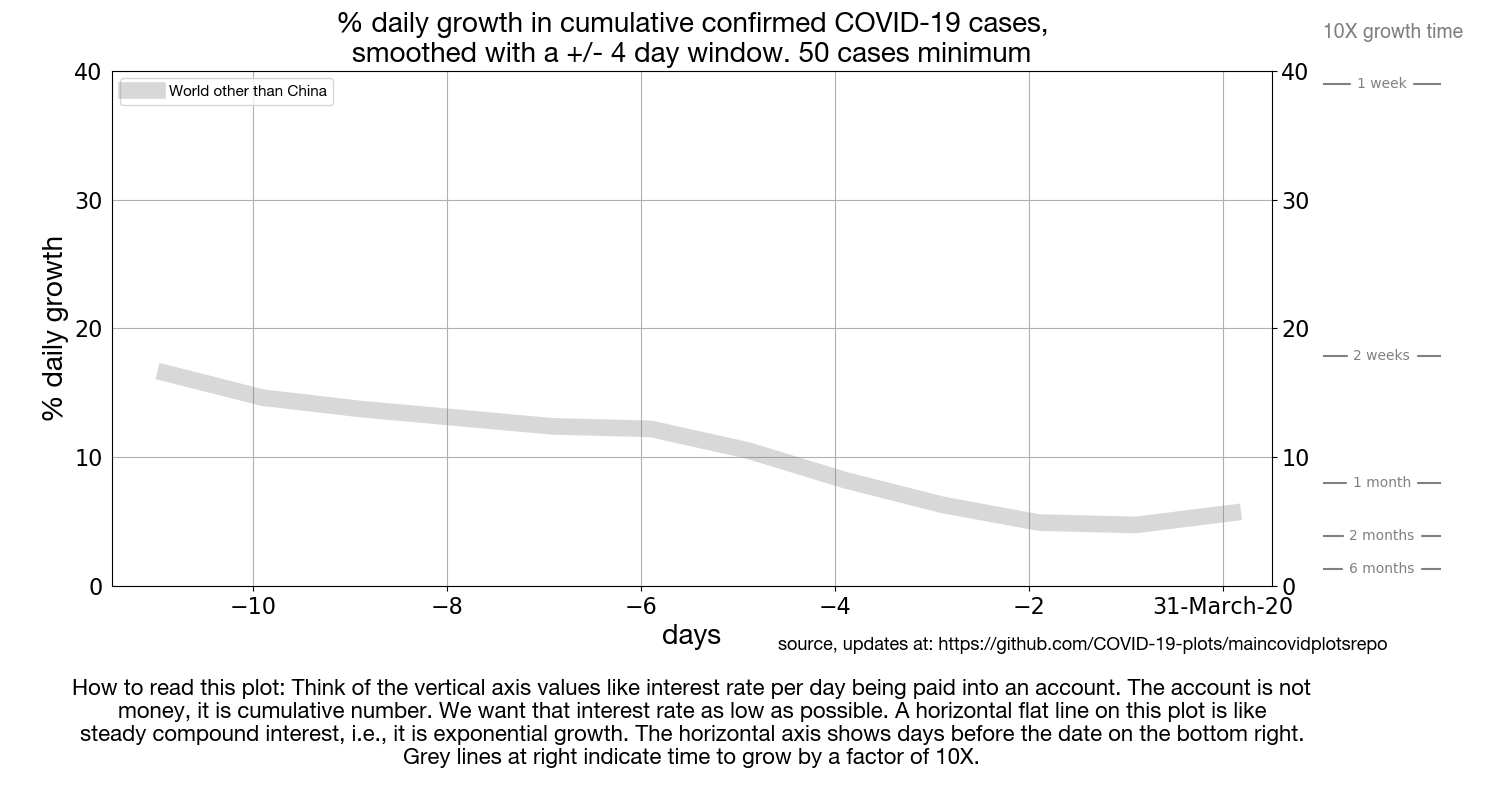 % daily growth in cumulative confirmed COVID-19 cases,
smoothed with a +/- 4 day window. 50 cases minimum
10X growth time
40
40
1 week
World other than China
30
30
% daily growth
20
20
2 weeks
10
10
1 month
2 months
6 months
0
0
−10
−8
−6
−4
−2
31-March-20
days
source, updates at: https://github.com/COVID-19-plots/maincovidplotsrepo
How to read this plot: Think of the vertical axis values like interest rate per day being paid into an account. The account is not
money, it is cumulative number. We want that interest rate as low as possible. A horizontal flat line on this plot is like
steady compound interest, i.e., it is exponential growth. The horizontal axis shows days before the date on the bottom right.
Grey lines at right indicate time to grow by a factor of 10X.